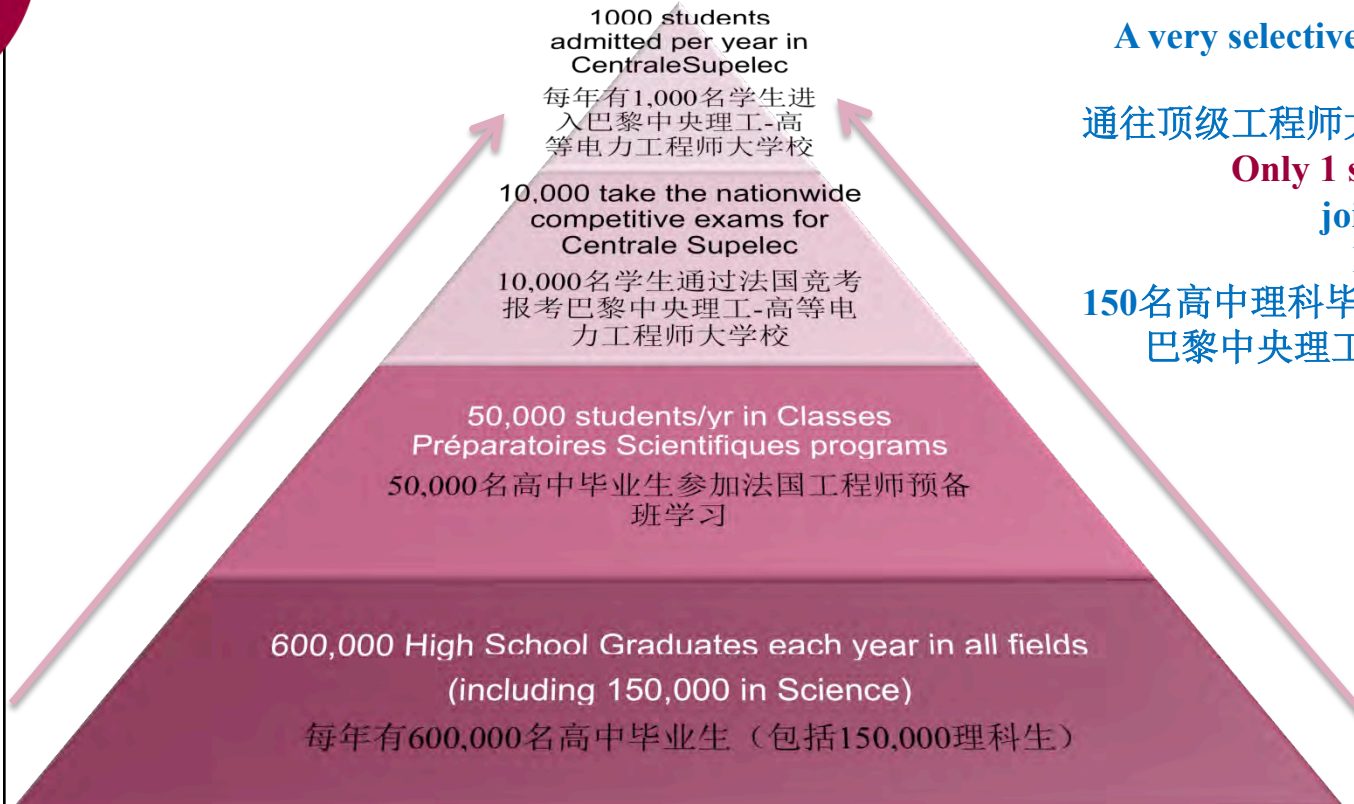 1000 students
admitted per year in
CentraleSupelec
每年有1,000名学生进
入巴黎中央理工-高
等电力工程师大学校
10,000 take the nationwide
competitive exams for
Centrale Supelec
10,000名学生通过法国竞考
报考巴黎中央理工-高等电
力工程师大学校
50,000 students/yr in Classes
Préparatoires Scientifiques programs
50,000名高中毕业生参加法国工程师预备
班学习
600,000 High School Graduates each year in all fields
(including 150,000 in Science)
每年有600,000名高中毕业生（包括150,000理科生）
A very selective
通往顶级工程师
Only 1
150名高中理科毕
巴黎中央理工